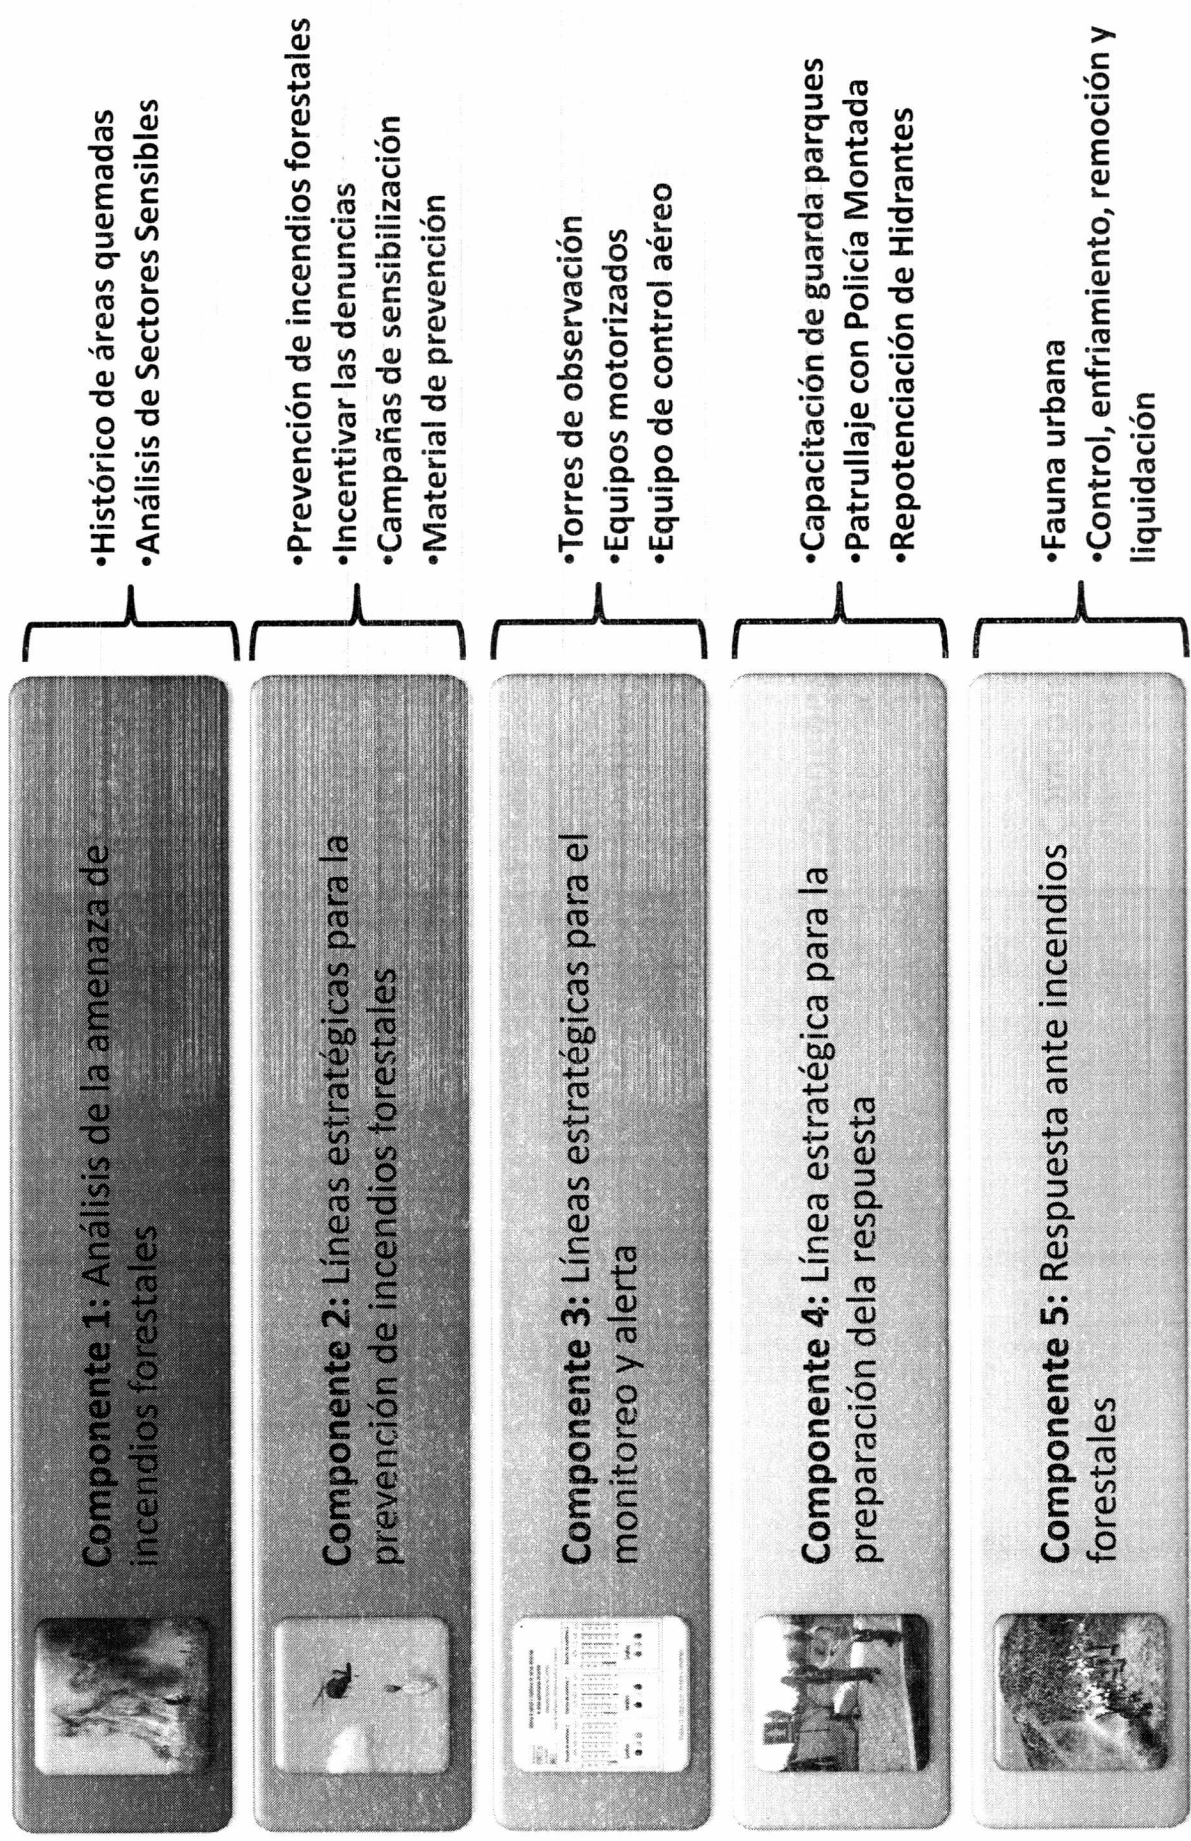 Componente 1: Análisis de la amenaza de
incendios forestales
•Histórico de áreas quemadas
•Análisis de Sectores Sensibles
Componente 2: Líneas estratégicas para la
prevención de incendios forestales
•Prevención de incendios forestales
•Incentivar las denuncias
•Campañas de sensibilización
•Material de prevención
Componente 3: Líneas estratégicas para el
monitoreo y alerta
•Torres de observación
•Equipos motorizados
•Equipo de control aéreo
Componente 4: Línea estratégica para la
preparación dela respuesta
•Capacitación de guarda parques
•Patrullaje con Policía Montada
•Repotenciación de Hidrantes
Componente 5: Respuesta ante incendios
forestales
•Fauna urbana
•Control, enfriamiento, remoción y
liquidación